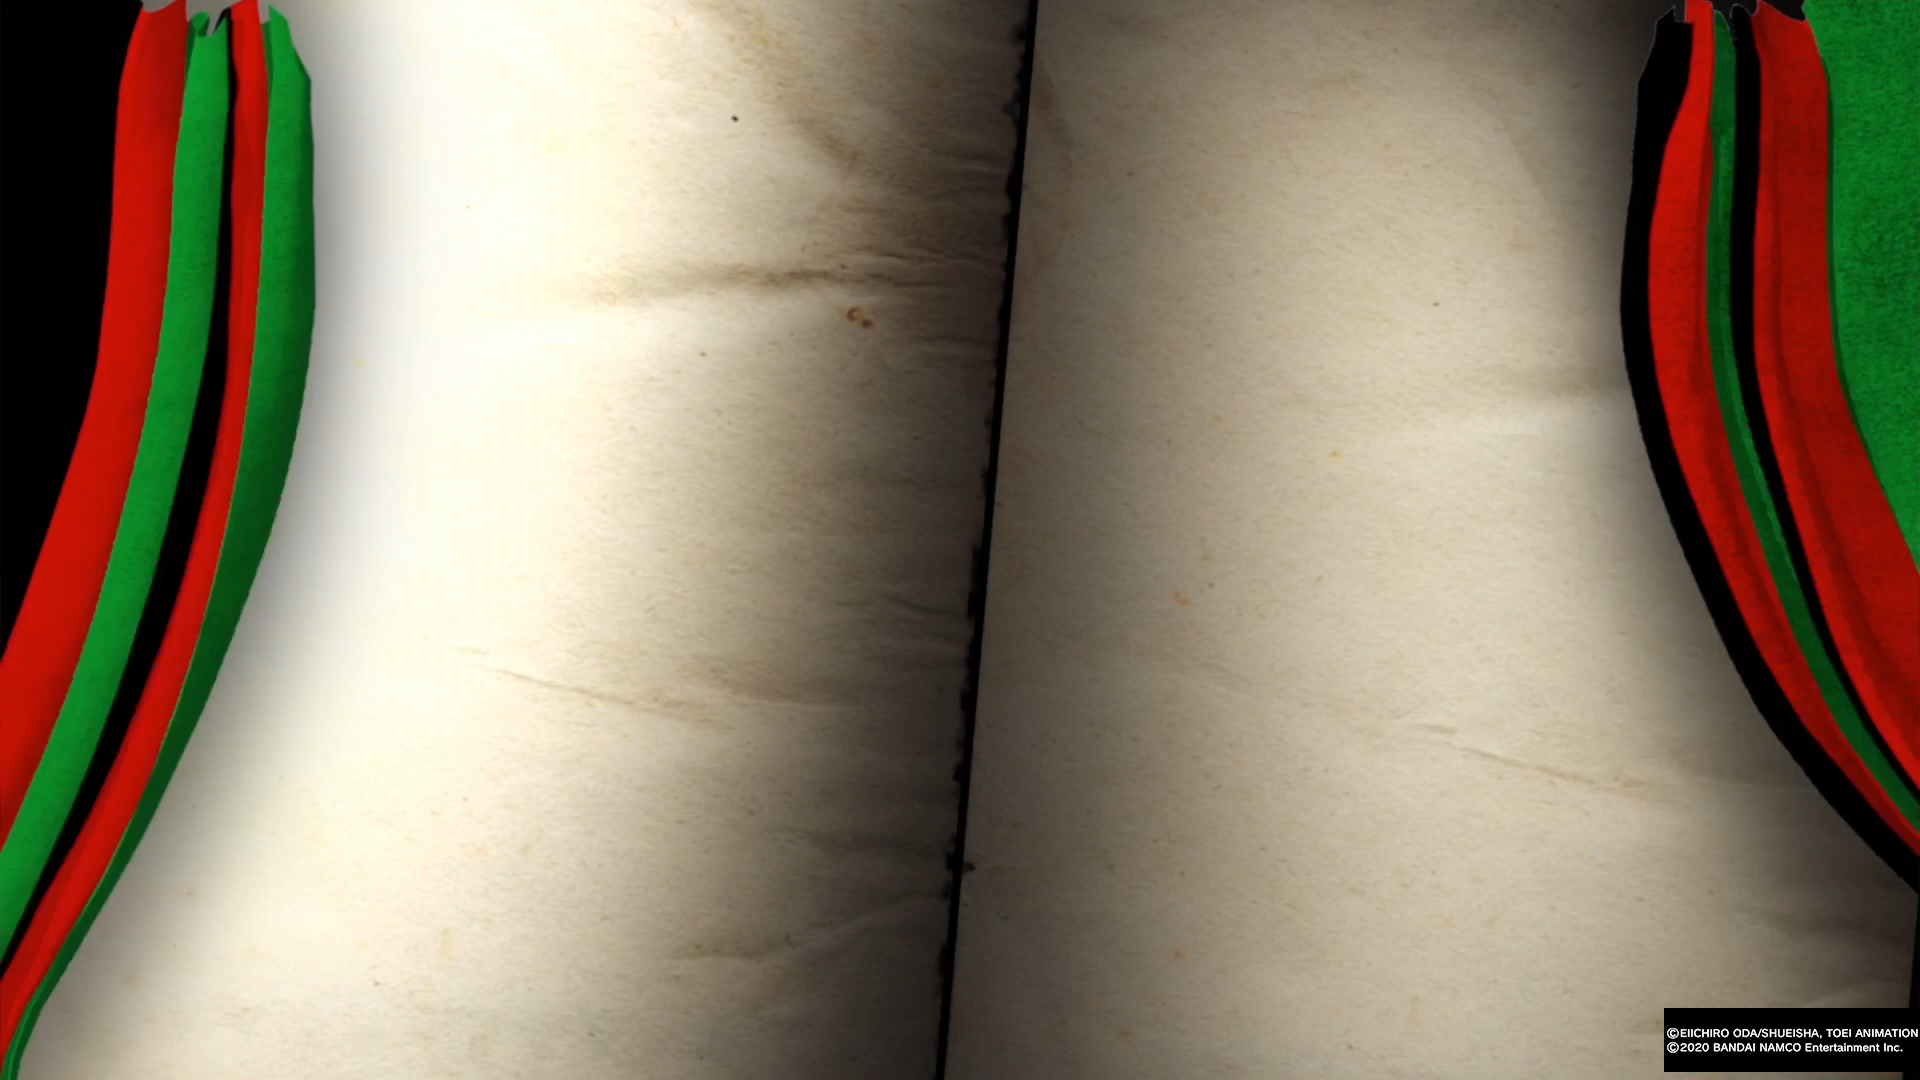 ©EIICHIRO ODA/SHUEISHA, TOEI ANIMATION
©2020 BANDAI NAMCO Entertainment Inc.